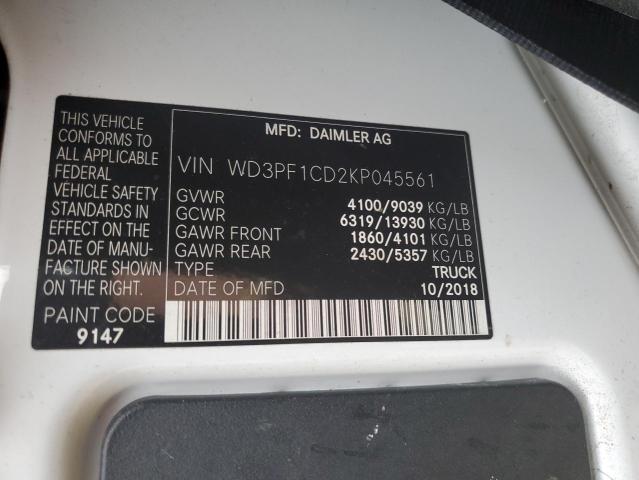 THIS VEHICLE
CONFORMS TO
ALL APPLICABLE
FEDERAL
VEHICLE SAFETY
STANDARDS IN
EFFECT ON THE
DATE OF MANU-
FACTURE SHOWN
ON THE RIGHT.
PAINT CODE
9147
MFD: DAIMLER AG
VIN WD3PF1CD2KP045561
GVWR 4100/9039 KG/LB
GCWR 6319/13930 KG/LB
GAWR FRONT 1860/4101 KG/LB
GAWR REAR 2430/5357 KG/LB
TYPE TRUCK
DATE OF MFD 10/2018